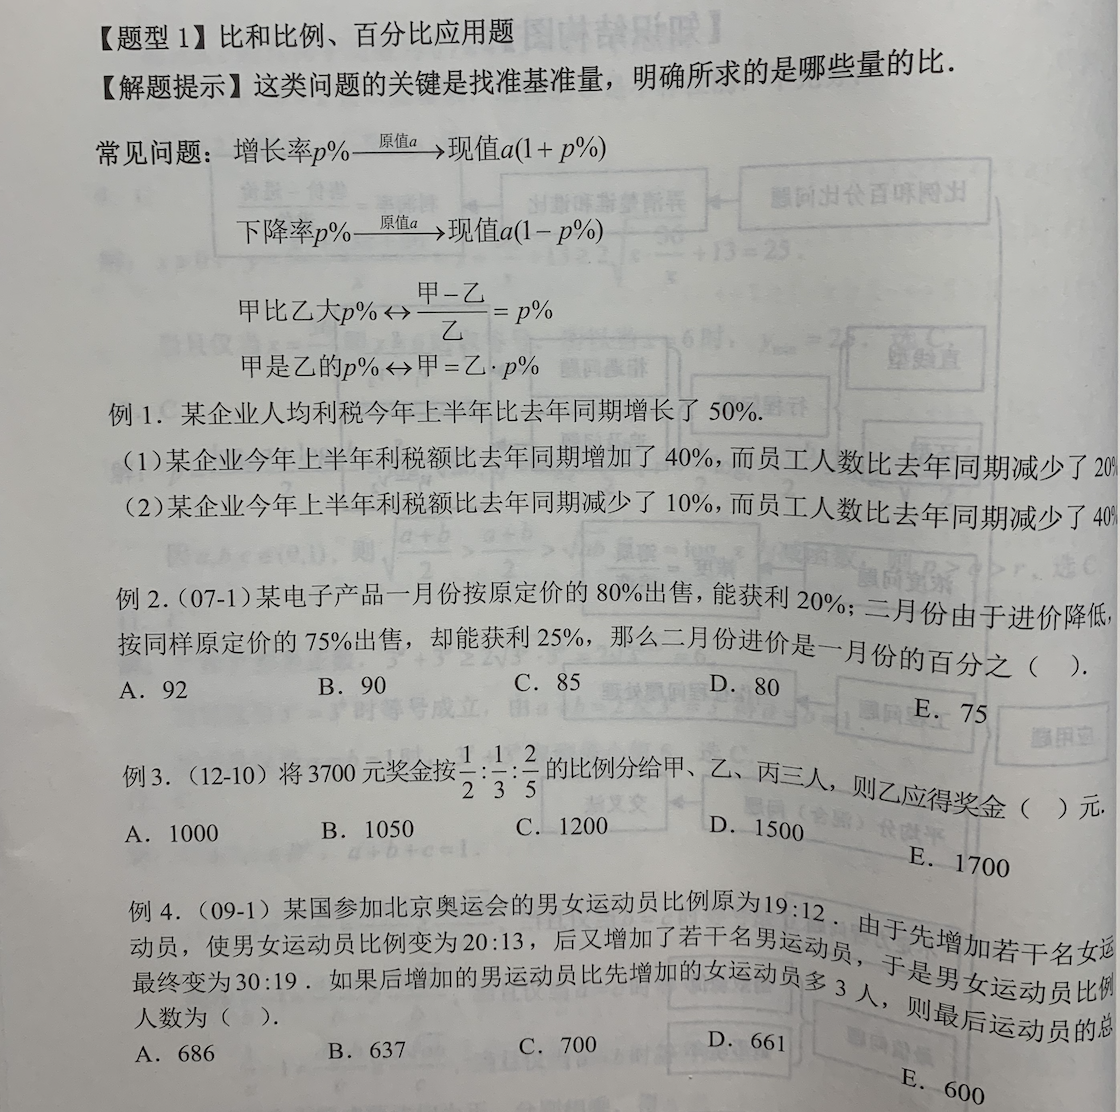 【题型 1】比和比例、百分比应用题
【解题提示】这类问题的关键是找准基准量，明确所求的是哪些量的比．
常见问题：增长率p% 原值a→ 现值a(1+p%)
下降率p% 原值a→ 现值a(1−p%)
甲比乙大p%↔(甲−乙)/乙=p%
甲是乙的p%↔甲=乙·p%
例 1．某企业人均利税今年上半年比去年同期增长了 50%.
（1）某企业今年上半年利税额比去年同期增加了 40%，而员工人数比去年同期减少了 20%
（2）某企业今年上半年利税额比去年同期减少了 10%，而员工人数比去年同期减少了 40%
例 2．（07-1）某电子产品一月份按原定价的 80%出售，能获利 20%；二月份由于进价降低，
按同样原定价的 75%出售，却能获利 25%，那么二月份进价是一月份的百分之（ ）.
A．92 B．90 C．85 D．80 E．75
例 3．（12-10）将 3700 元奖金按1/2:1/3:2/5的比例分给甲、乙、丙三人，则乙应得奖金（ ）元.
A．1000 B．1050 C．1200 D．1500 E．1700
例 4．（09-1）某国参加北京奥运会的男女运动员比例原为19:12．由于先增加若干名女运
动员，使男女运动员比例变为20:13，后又增加了若干名男运动员，于是男女运动员比例
最终变为30:19．如果后增加的男运动员比先增加的女运动员多 3 人，则最后运动员的总
人数为（ ）.
A．686 B．637 C．700 D．661 E．600